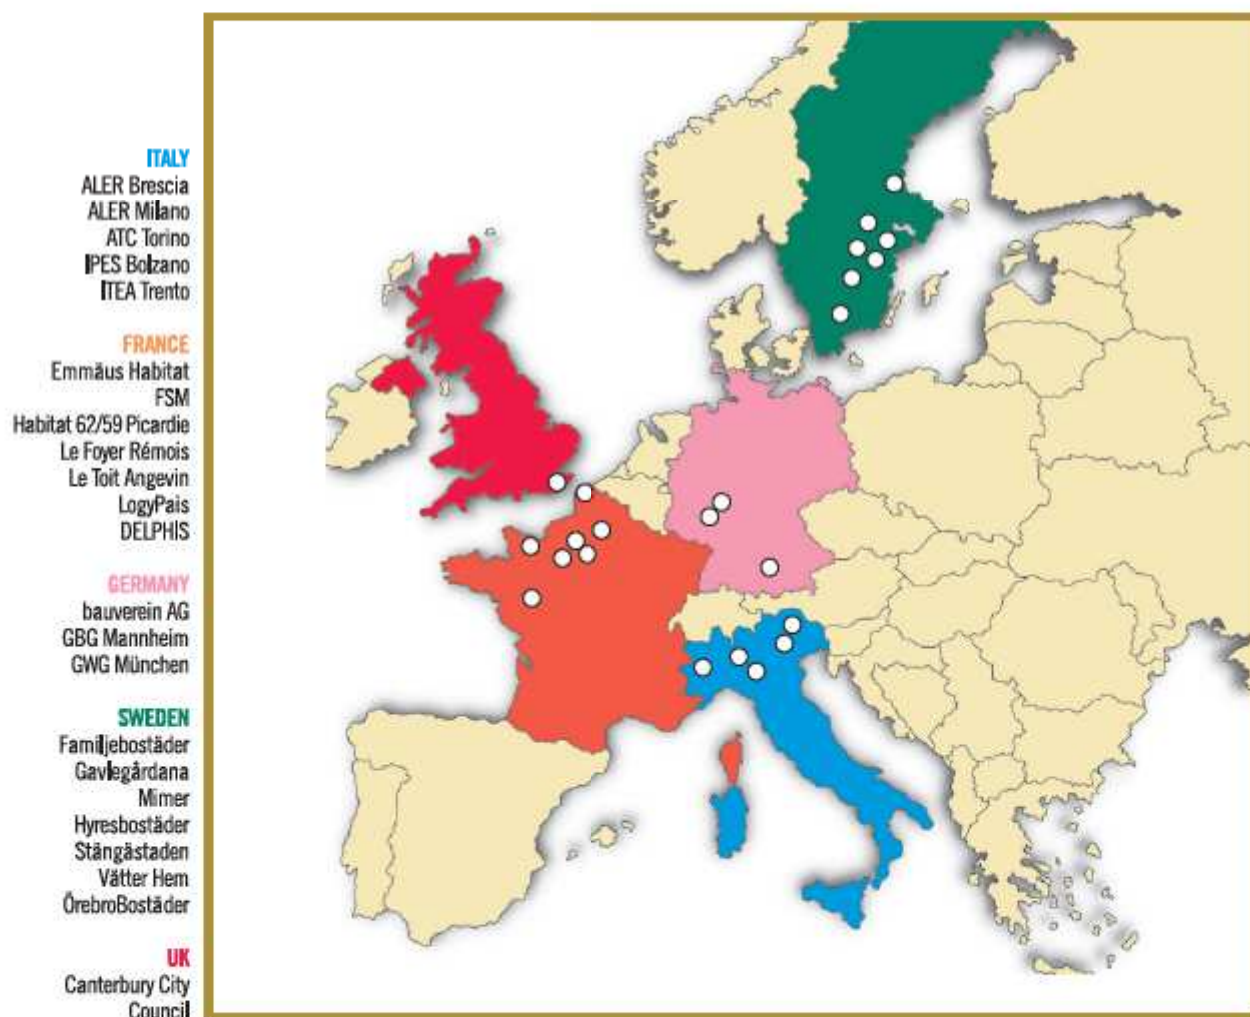 ITALY
ALER Brescia
ALER Milano
ATC Torino
IPES Bolzano
ITEA Trento
FRANCE
Emmäus Habitat
FSM
Habitat 62/59 Picardie
Le Foyer Rémois
Le Toit Angevin
LogyPais
DELPHIS
GERMANY
bauverein AG
GBG Mannheim
GWG München
SWEDEN
Familjebostäder
Gavlegårdana
Mimer
Hyresbostäder
Stångåstaden
Vätter Hem
ÖrebroBostäder
UK
Canterbury City
Council